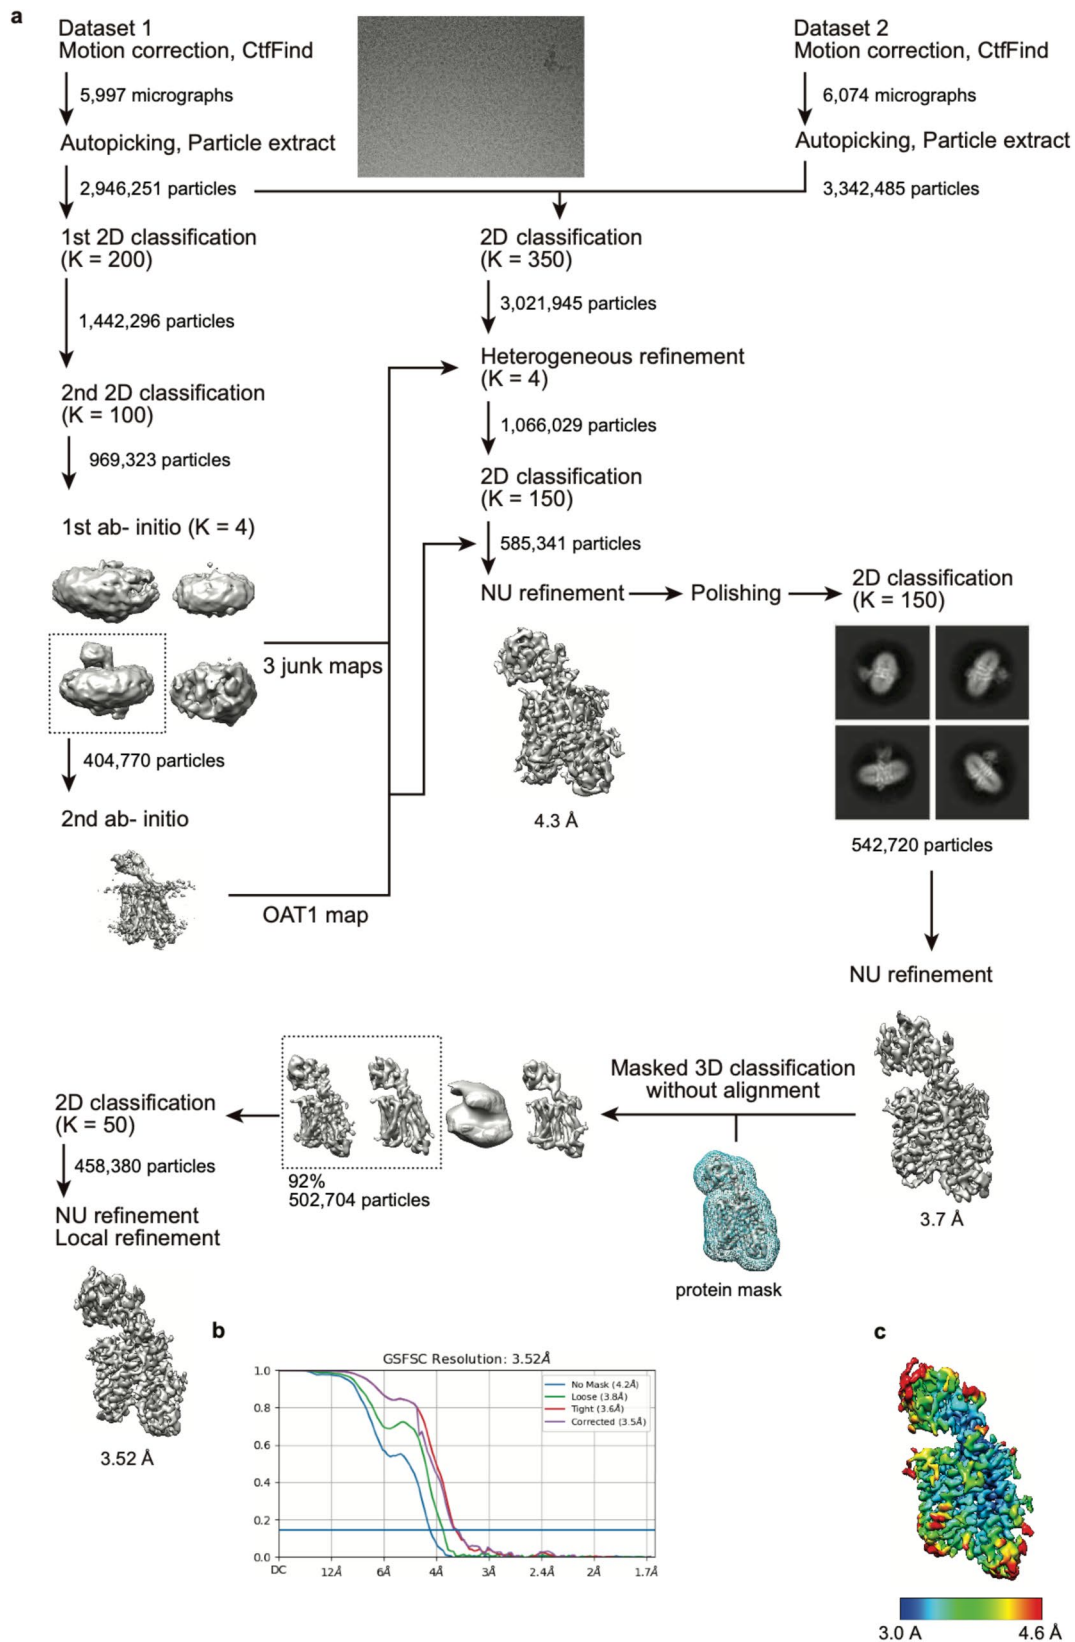 a
Dataset 1
Motion correction, CtfFind
5,997 micrographs
Autopicking, Particle extract
2,946,251 particles
1st 2D classification
(K = 200)
1,442,296 particles
2nd 2D classification
(K = 100)
969,323 particles
1st ab- initio (K = 4)
3 junk maps
404,770 particles
2nd ab- initio
OAT1 map
Dataset 2
Motion correction, CtfFind
6,074 micrographs
Autopicking, Particle extract
3,342,485 particles
2D classification
(K = 350)
3,021,945 particles
Heterogeneous refinement
(K = 4)
1,066,029 particles
2D classification
(K = 150)
585,341 particles
NU refinement
4.3 Å
Polishing
2D classification
(K = 150)
542,720 particles
NU refinement
3.7 Å
Masked 3D classification
without alignment
protein mask
92%
502,704 particles
2D classification
(K = 50)
458,380 particles
NU refinement
Local refinement
3.52 Å
b
GSFSC Resolution: 3.52Å
1.0
0.8
0.6
0.4
0.2
0.0
DC
12Å
6Å
4Å
3Å
2.4Å
2Å
1.7Å
No Mask (4.2Å)
Loose (3.8Å)
Tight (3.6Å)
Corrected (3.5Å)
c
3.0 A
4.6 Å